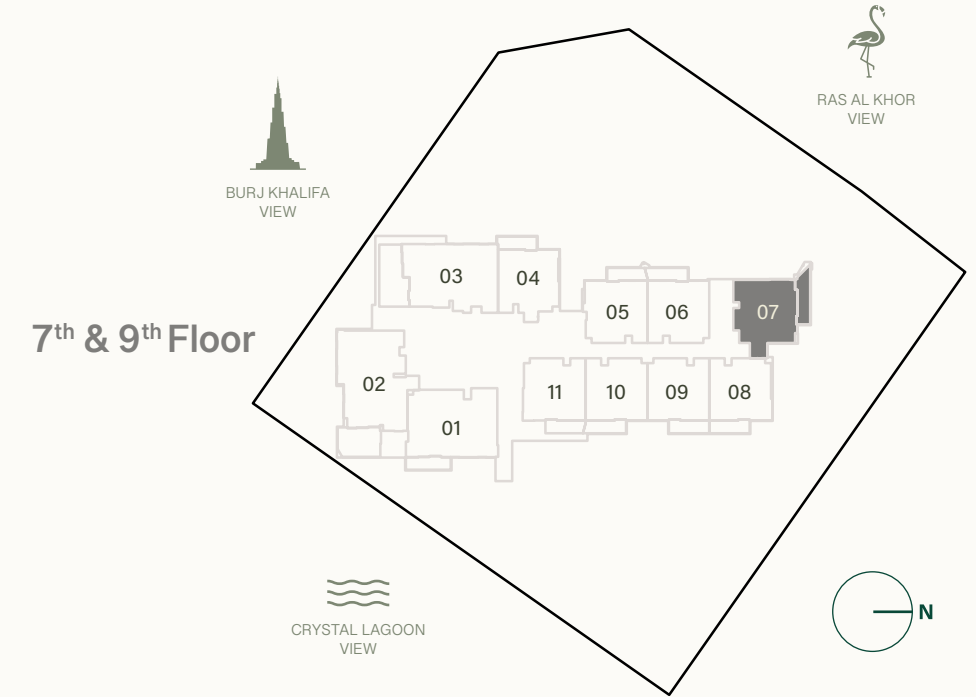 RAS AL KHOR
VIEW
BURJ KHALIFA
VIEW
03
04
05
06
07
7th & 9th Floor
02
11
10
09
08
01
N
CRYSTAL LAGOON
VIEW